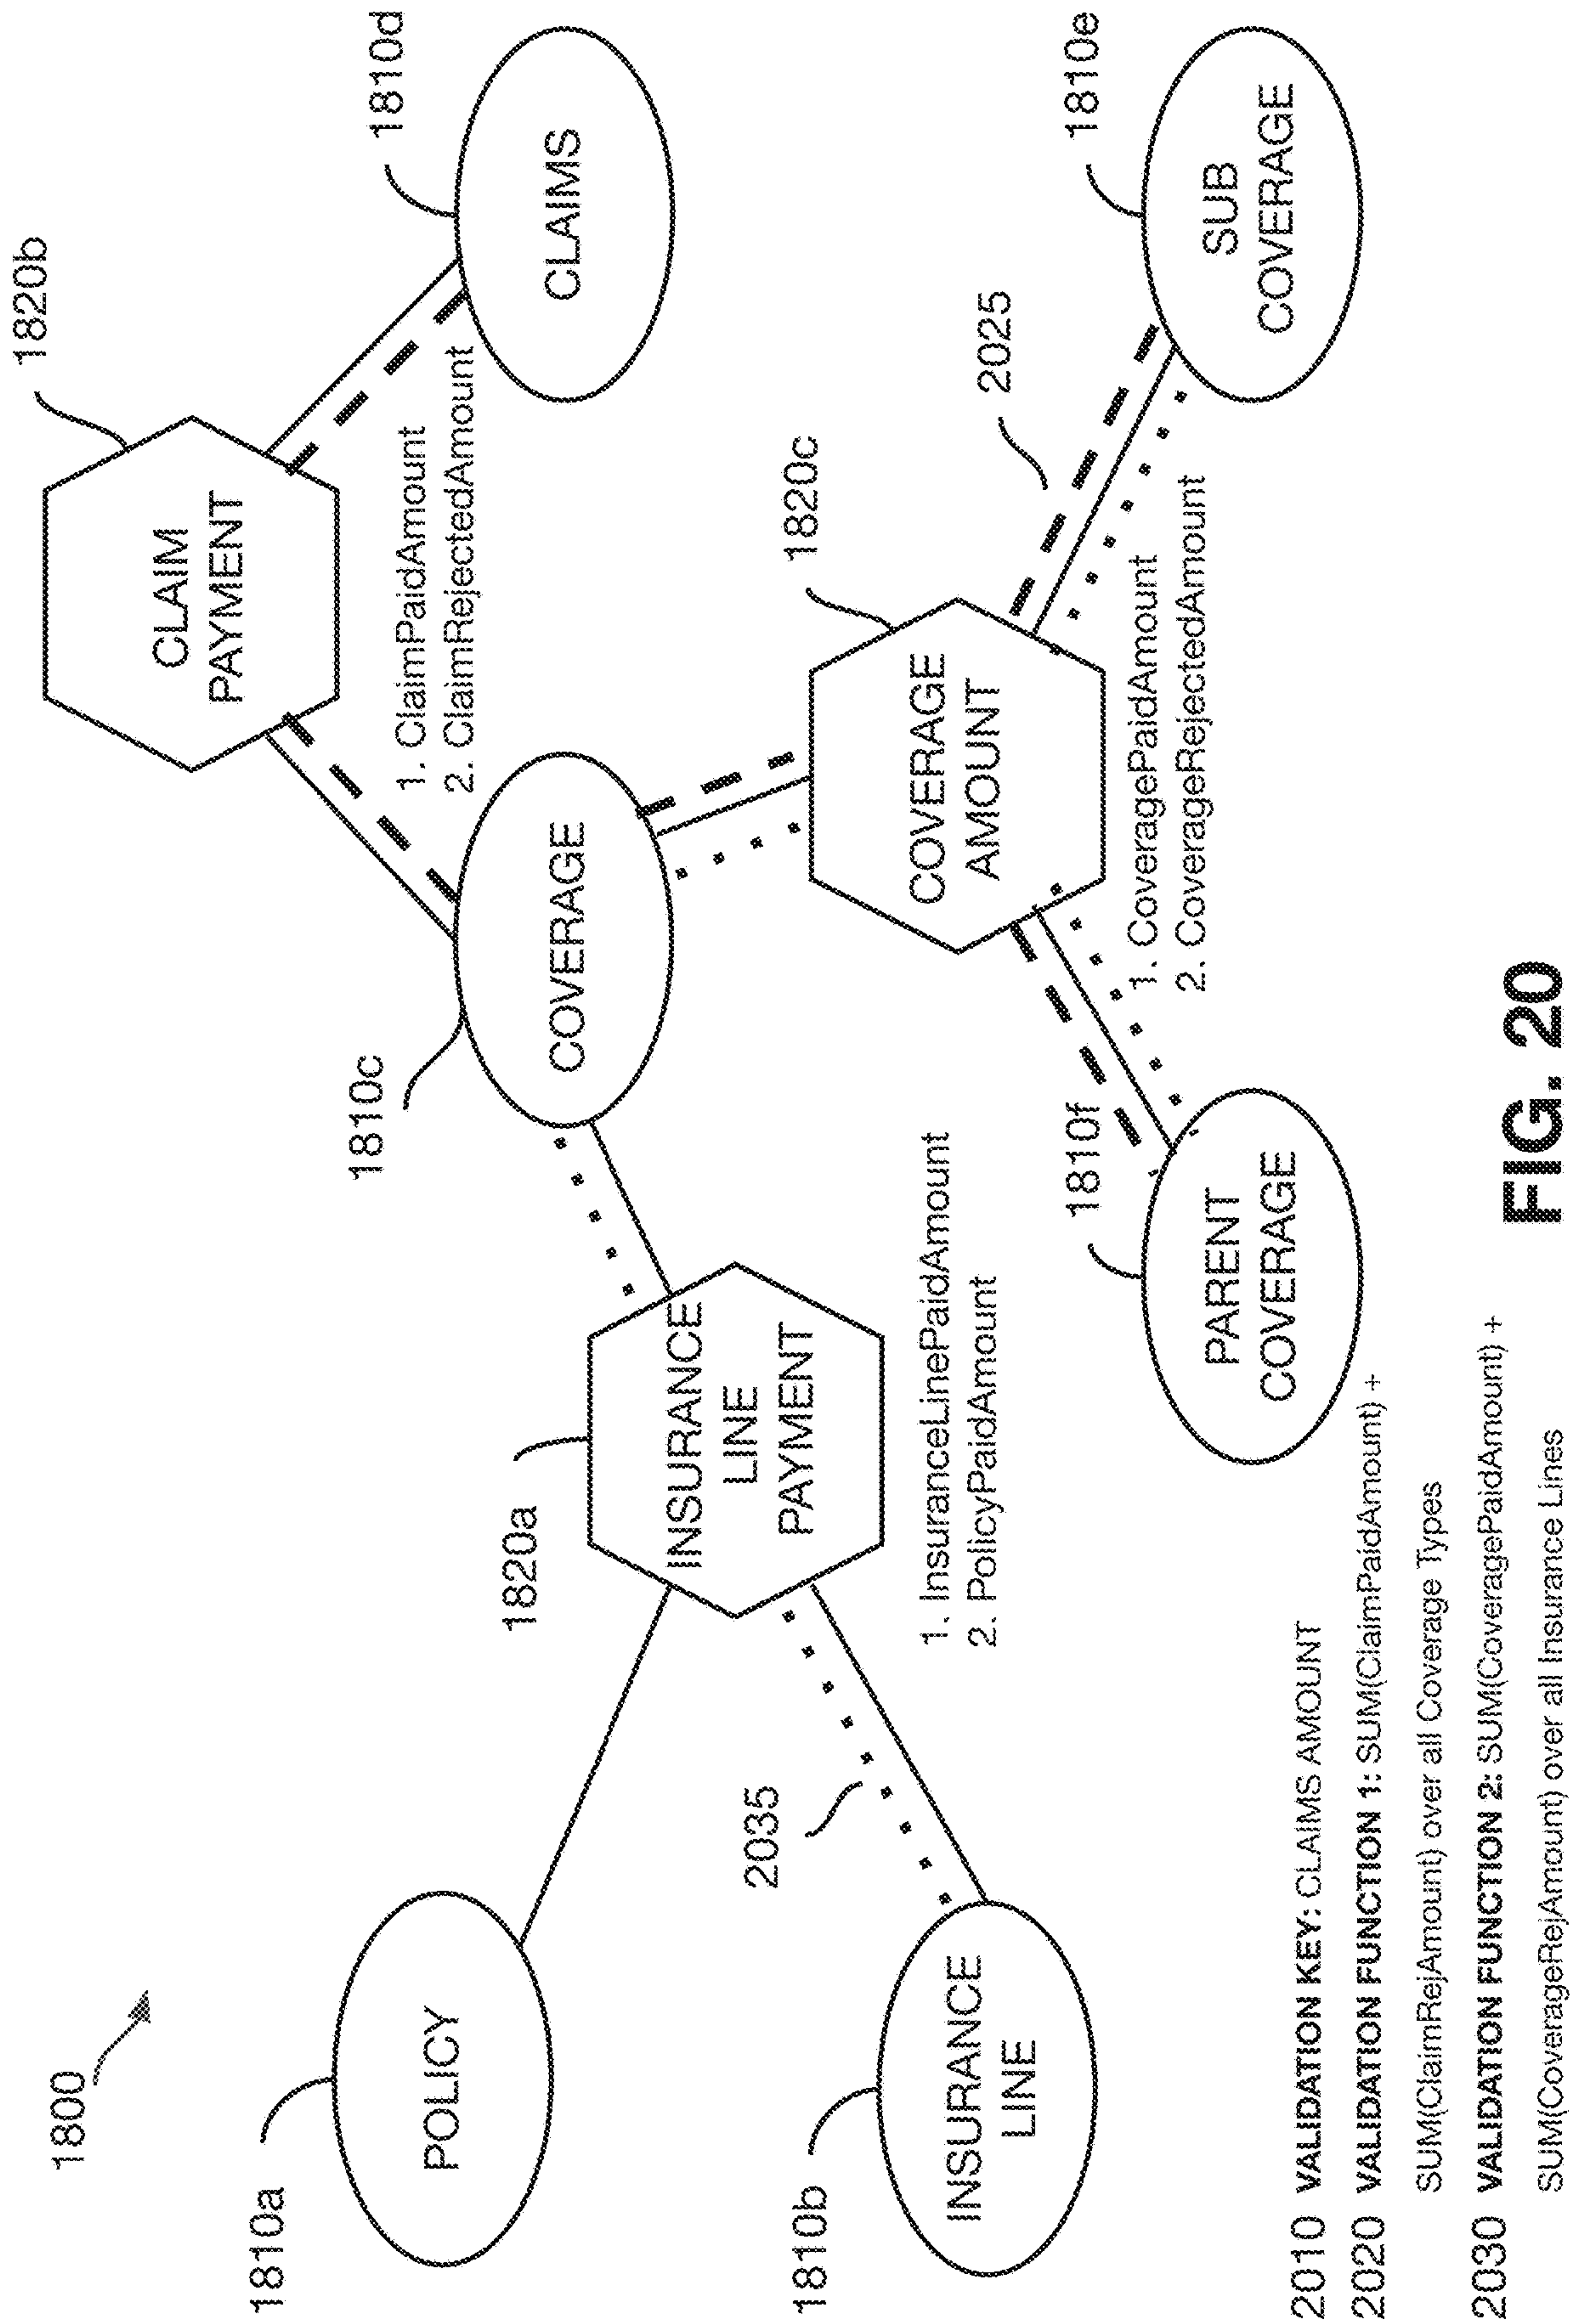 1800
1810a
POLICY
1810b
INSURANCE
LINE
1820a
INSURANCE
LINE
PAYMENT
1. InsuranceLinePaidAmount
2. PolicyPaidAmount
2035
1810c
COVERAGE
1820b
CLAIM
PAYMENT
1. ClaimPaidAmount
2. ClaimRejectedAmount
1810d
CLAIMS
1820c
COVERAGE
AMOUNT
1. CoveragePaidAmount
2. CoverageRejectedAmount
2025
1810e
SUB
COVERAGE
1810f
PARENT
COVERAGE
2010 VALIDATION KEY: CLAIMS AMOUNT
2020 VALIDATION FUNCTION 1: SUM(ClaimPaidAmount) +
SUM(ClaimRejAmount) over all Coverage Types
2030 VALIDATION FUNCTION 2: SUM(CoveragePaidAmount) +
SUM(CoverageRejAmount) over all Insurance Lines
FIG. 20